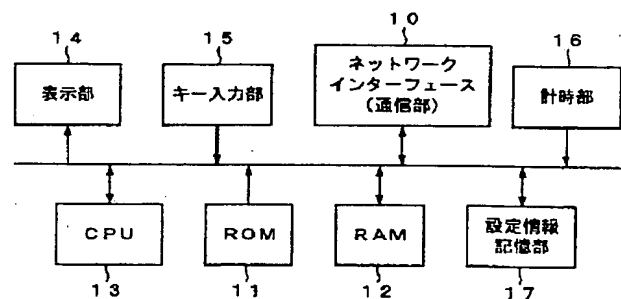 14
15
10
16
表示部
キー入力部
ネットワーク
インターフェース
(通信部)
計時部
CPU
ROM
RAM
設定情報
記憶部
13
11
12
17